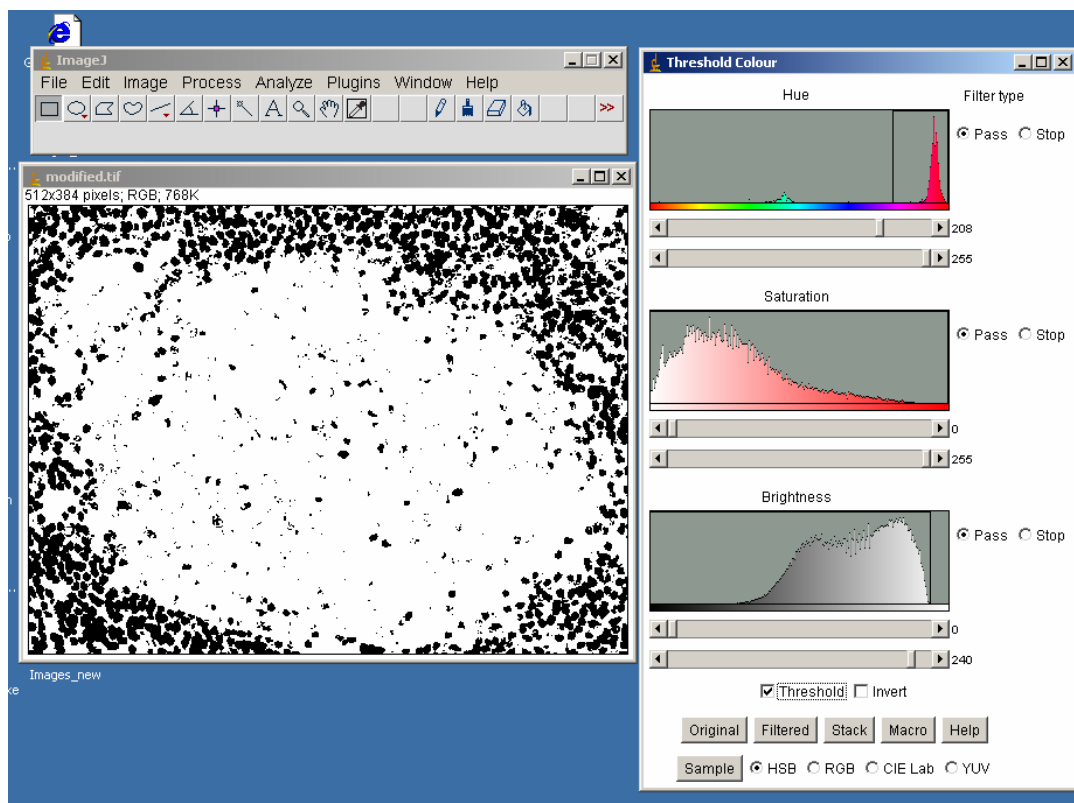 ImageJ
File Edit Image Process Analyze Plugins Window Help
A >>
modified.tif
512x384 pixels; RGB; 768K
Images_new
Threshold Colour
Hue Filter type
Pass Stop
208
255
Saturation
Pass Stop
0
255
Brightness
Pass Stop
0
240
Threshold Invert
Original Filtered Stack Macro Help
Sample HSB RGB CIE Lab YUV